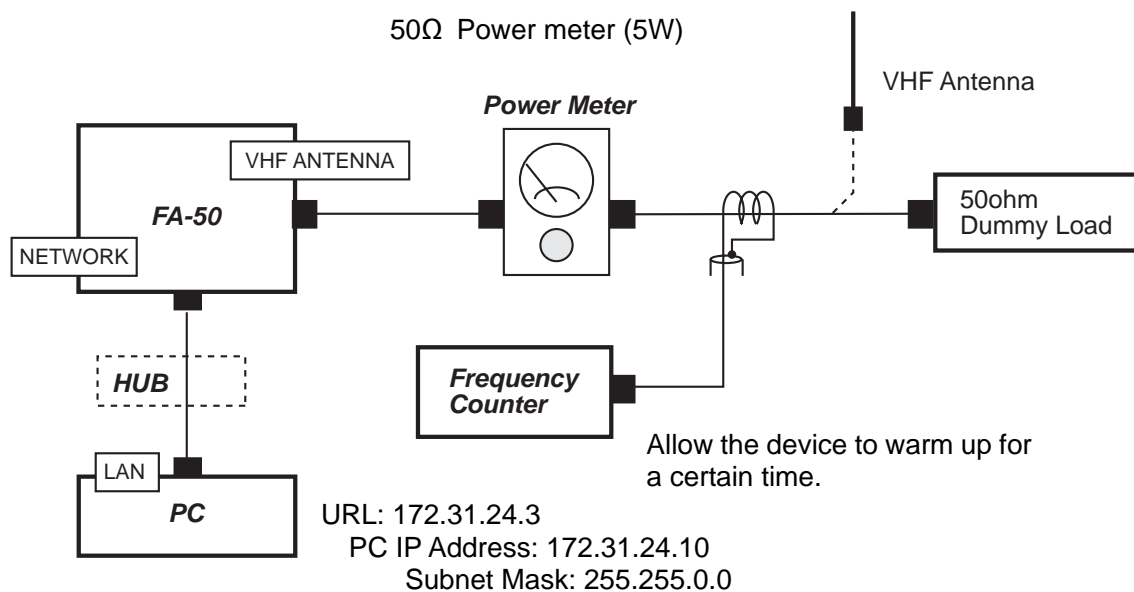 50Ω Power meter (5W)
VHF Antenna
Power Meter
VHF ANTENNA
FA-50
NETWORK
50ohm
Dummy Load
HUB
Frequency
Counter
Allow the device to warm up for
a certain time.
LAN
PC
URL: 172.31.24.3
PC IP Address: 172.31.24.10
Subnet Mask: 255.255.0.0